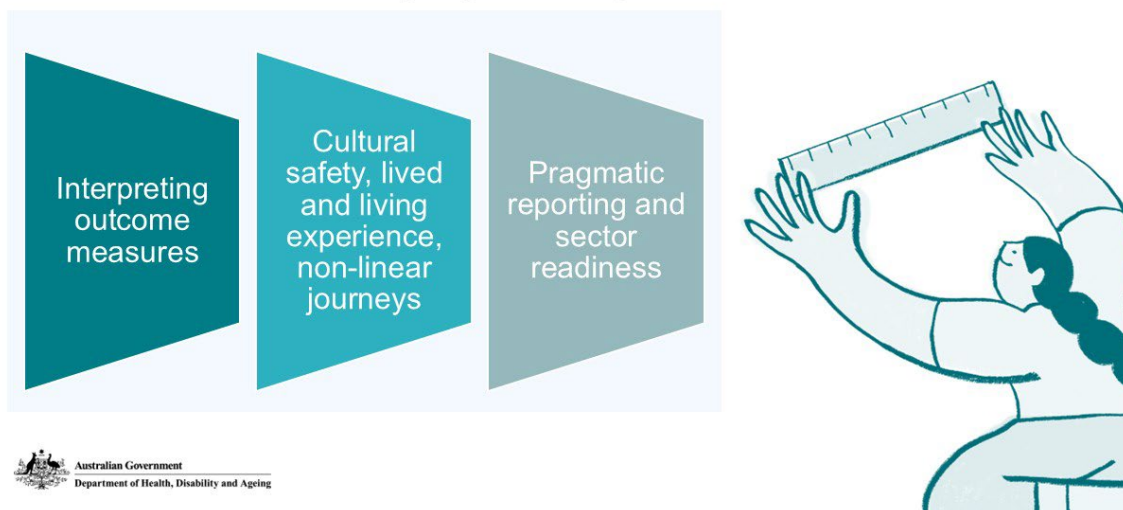 Interpreting
outcome
measures
Cultural
safety, lived
and living
experience,
non-linear
journeys
Pragmatic
reporting and
sector
readiness
Australian Government
Department of Health, Disability and Ageing